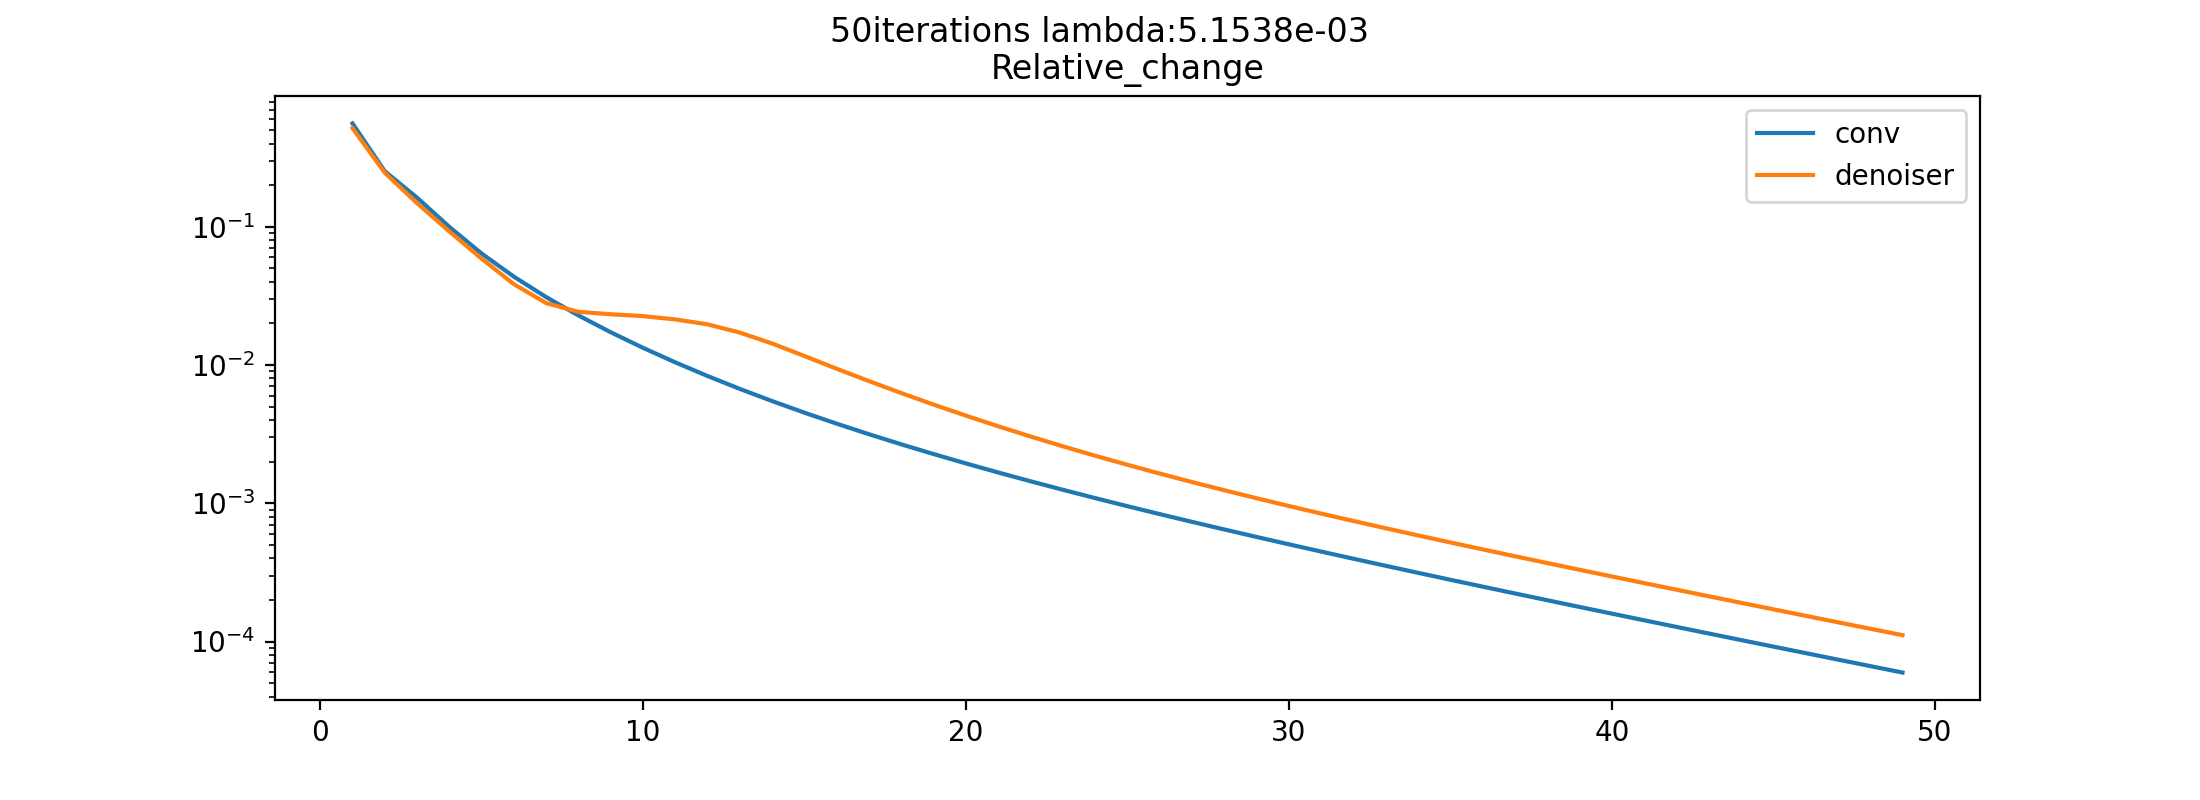 50iterations lambda:5.1538e-03
Relative_change
conv
denoiser
10⁻¹
10⁻²
10⁻³
10⁻⁴
0 10 20 30 40 50